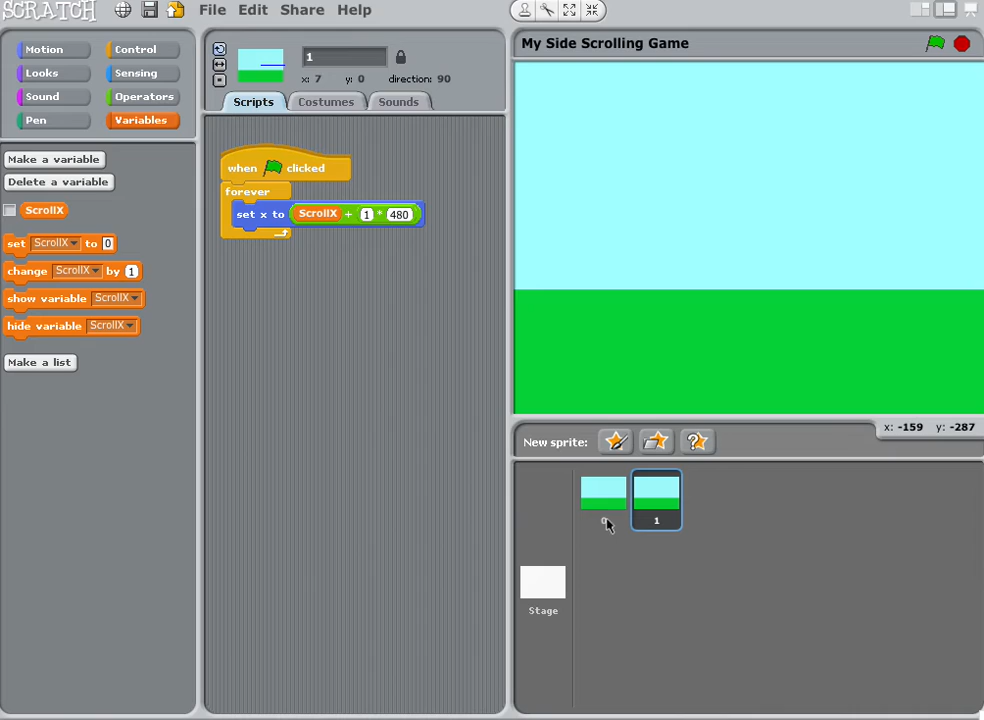 SCRATCH File Edit Share Help
Motion Control
Looks Sensing
Sound Operators
Pen Variables
Make a variable
Delete a variable
ScrollX
set ScrollX to 0
change ScrollX by 1
show variable ScrollX
hide variable ScrollX
Make a list
1
x: 7 y: 0 direction: 90
Scripts Costumes Sounds
when clicked
forever
set x to ScrollX + 1 * 480
My Side Scrolling Game
x: -159 y: -287
New sprite:
1
Stage